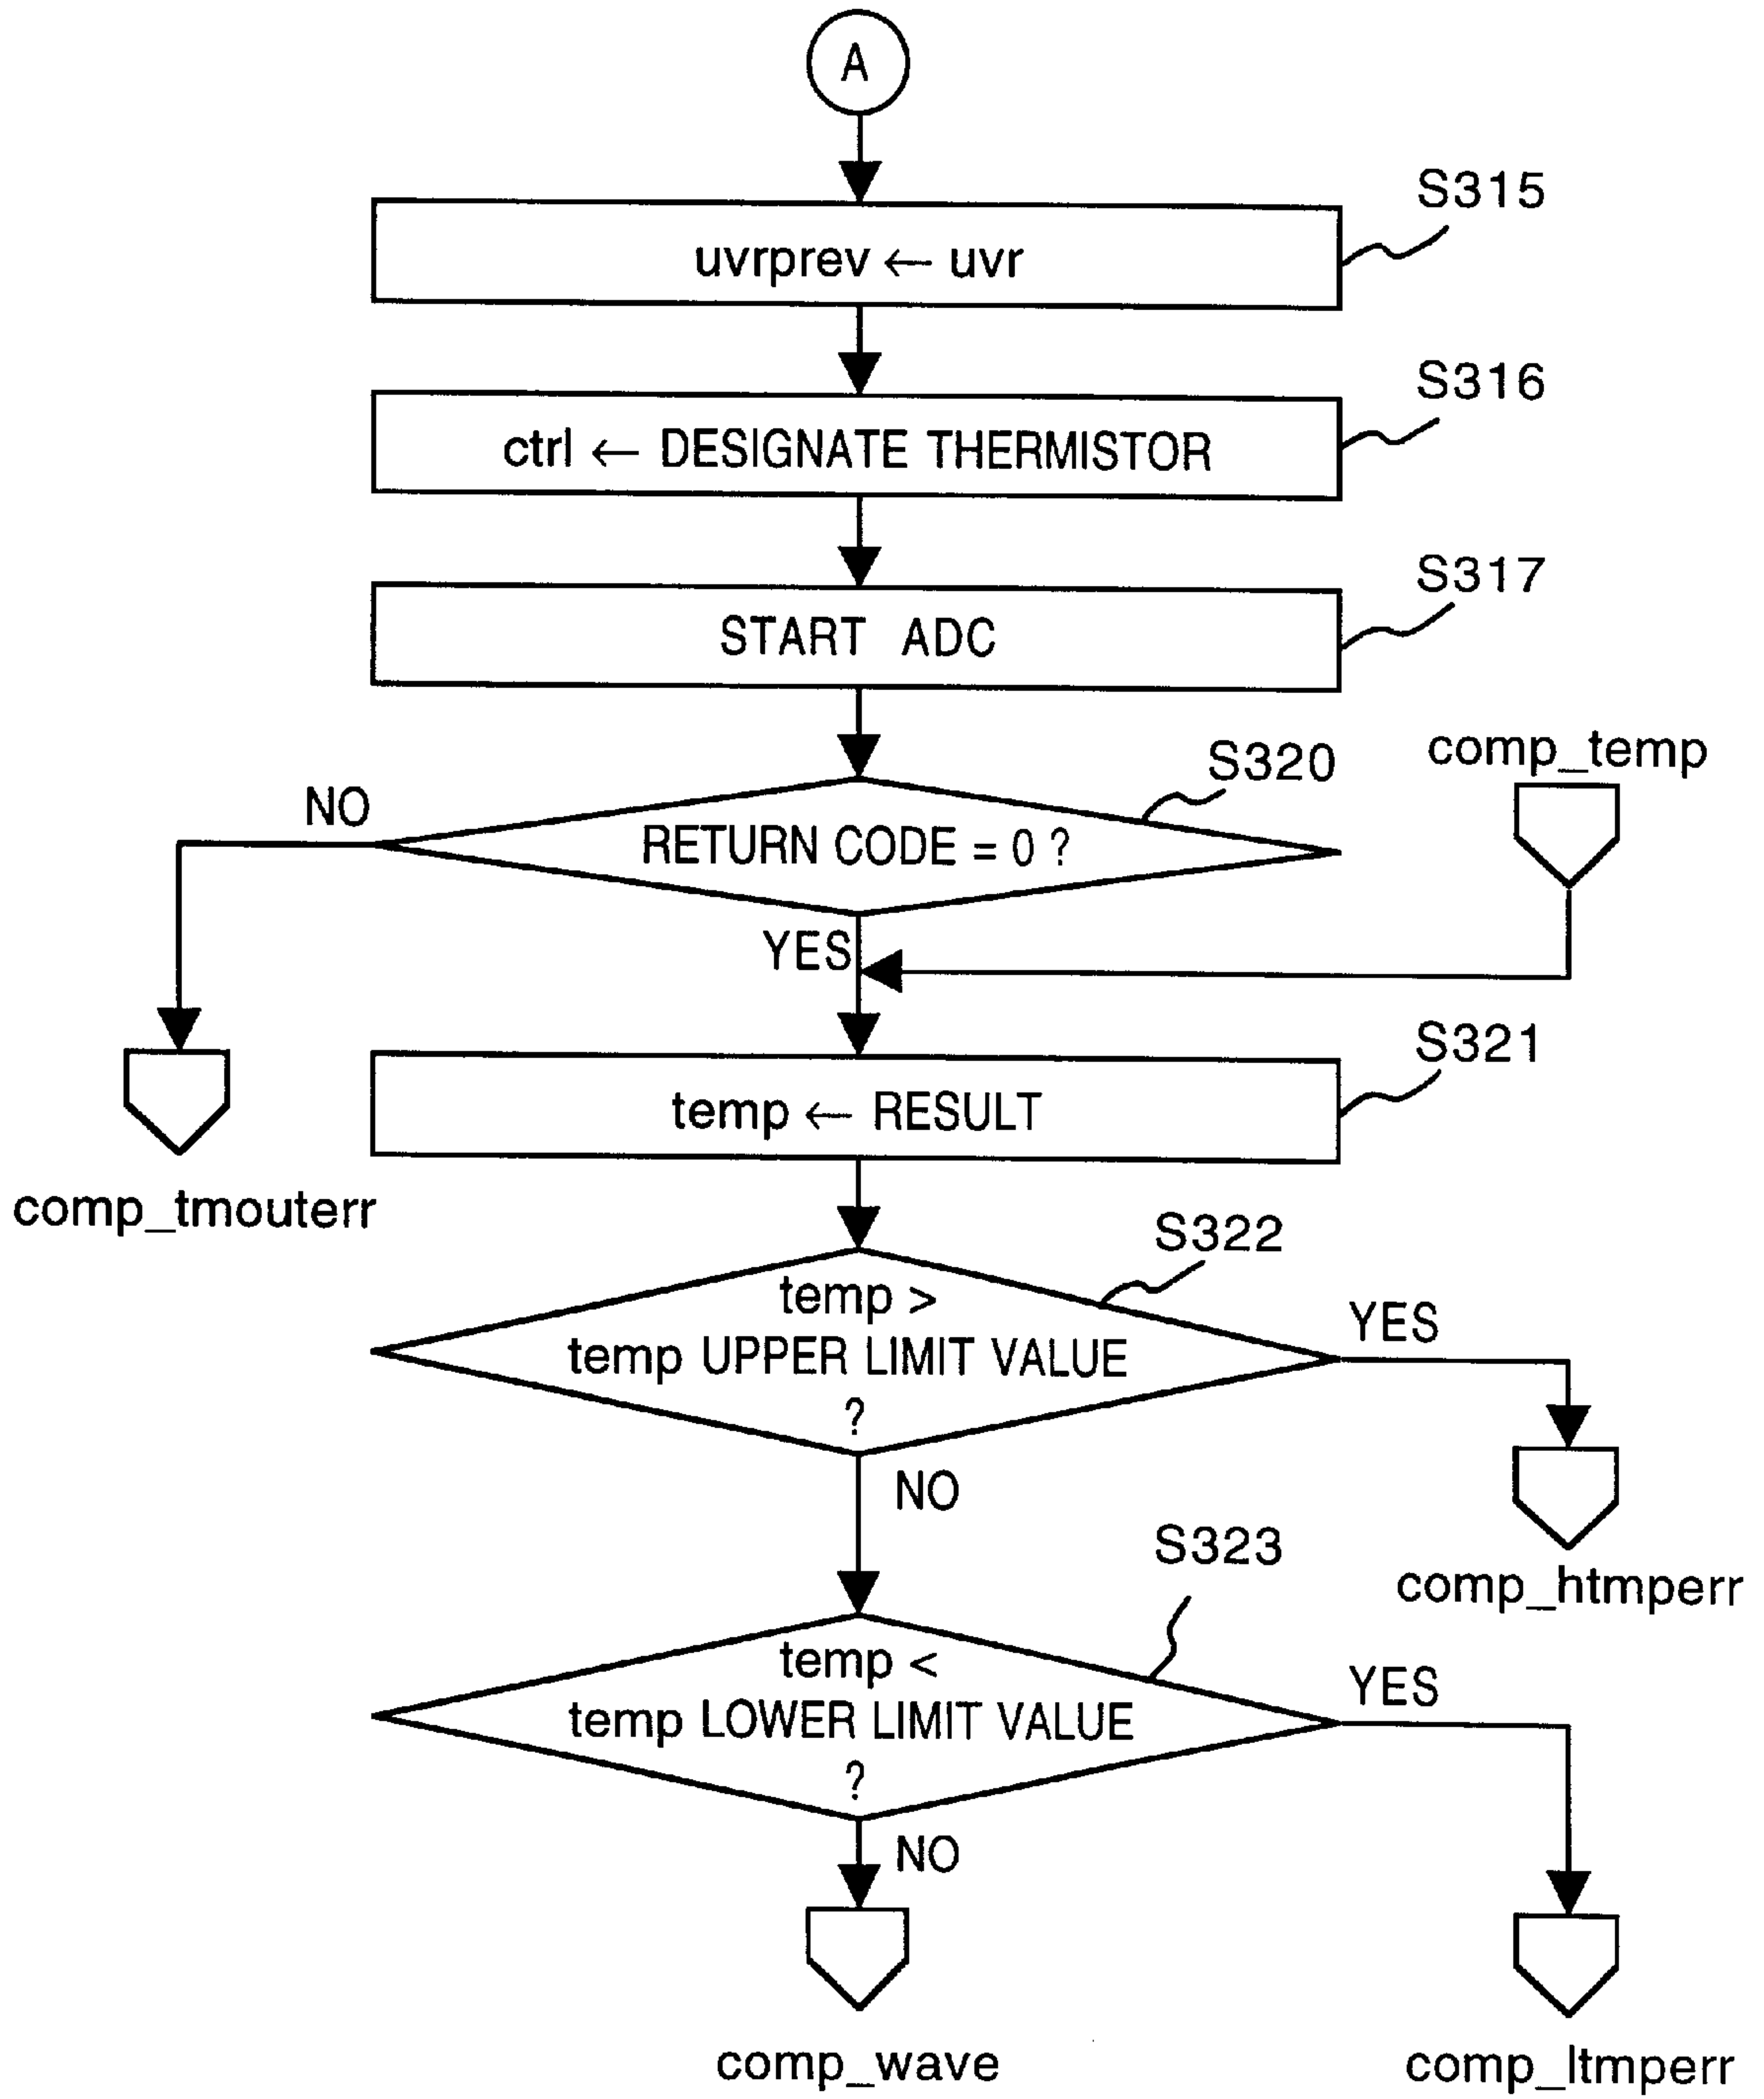 A
S315
uvrprev ← uvr
S316
ctrl ← DESIGNATE THERMISTOR
S317
START ADC
S320
comp_temp
NO
RETURN CODE = 0 ?
YES
S321
temp ← RESULT
comp_tmouterr
S322
temp >
temp UPPER LIMIT VALUE
?
YES
NO
comp_htmperr
S323
temp <
temp LOWER LIMIT VALUE
?
YES
NO
comp_wave
comp_ltmperr